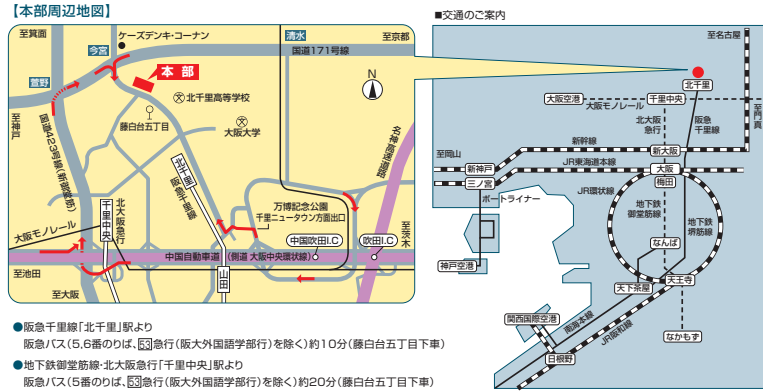 【本部周辺地図】
至箕面
ケーズデンキ・コーナン
今宮
清水
至京都
国道171号線
萱野
本部
N
北千里高等学校
藤白台五丁目
大阪大学
至神戸
国道423号線(新御堂筋)
名神高速道路
北千里
阪急千里線
北大阪急行
千里中央
万博記念公園
千里ニュータウン方面出口
大阪モノレール
中国吹田I.C
吹田I.C
至茨木
中国自動車道 (側道 大阪中央環状線)
至池田
山田
至大阪
●阪急千里線「北千里」駅より
阪急バス(5,6番のりば、53急行(阪大外国語学部行)を除く)約10分(藤白台五丁目下車)
●地下鉄御堂筋線・北大阪急行「千里中央」駅より
阪急バス(5番のりば、53急行(阪大外国語学部行)を除く)約20分(藤白台五丁目下車)
■交通のご案内
至名古屋
北千里
大阪空港
千里中央
大阪モノレール
至門真
北大阪急行
阪急千里線
新幹線
新大阪
至岡山
JR東海道本線
新神戸
大阪
三ノ宮
梅田
JR環状線
ポートライナー
地下鉄御堂筋線
地下鉄堺筋線
なんば
神戸空港
天王寺
天下茶屋
関西国際空港
南海本線
JR阪和線
なかもず
日根野